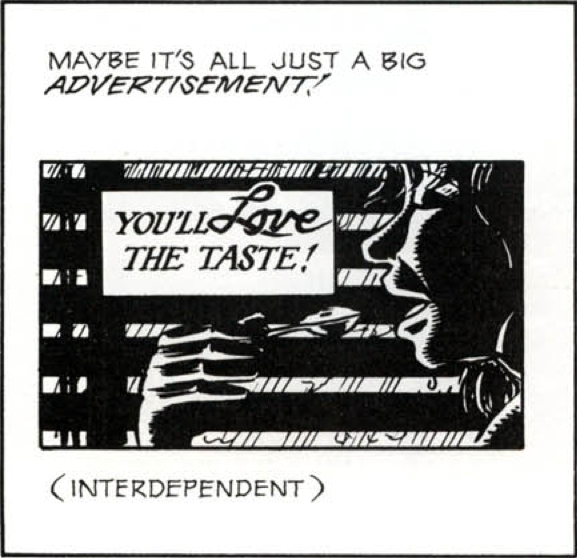 MAYBE IT'S ALL JUST A BIG
ADVERTISEMENT!
YOU'LL Love
THE TASTE!
(INTERDEPENDENT)